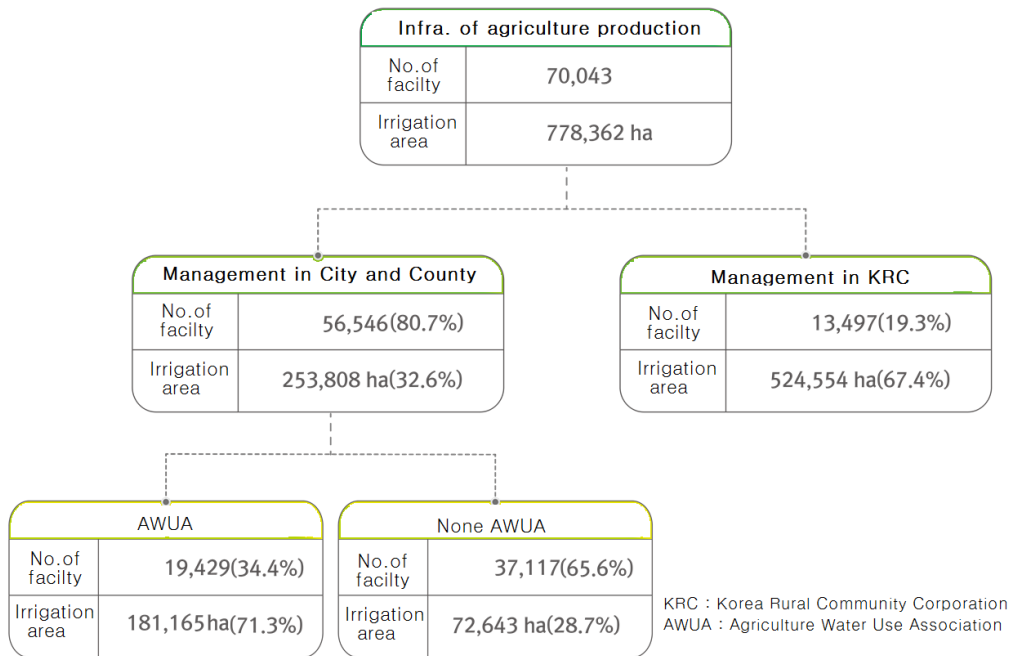 Infra. of agriculture production
No.of
facilty
70,043
Irrigation
area
778,362 ha
Management in City and County
No.of
facilty
56,546(80.7%)
Irrigation
area
253,808 ha(32.6%)
Management in KRC
No.of
facilty
13,497(19.3%)
Irrigation
area
524,554 ha(67.4%)
AWUA
No.of
facilty
19,429(34.4%)
Irrigation
area
181,165ha(71.3%)
None AWUA
No.of
facilty
37,117(65.6%)
Irrigation
area
72,643 ha(28.7%)
KRC : Korea Rural Community Corporation
AWUA : Agriculture Water Use Association